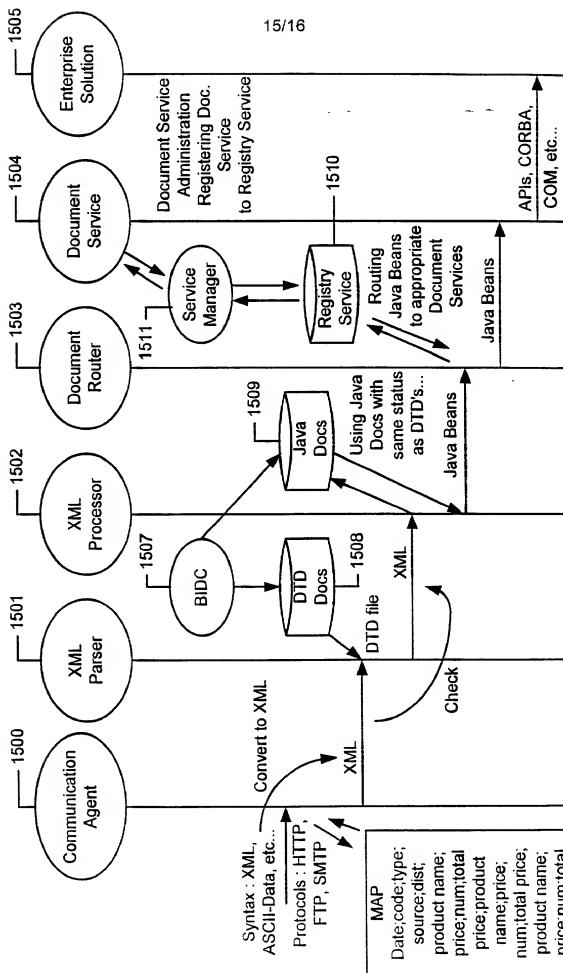 15/16
1500
Communication
Agent
1501
XML
Parser
1502
XML
Processor
1503
Document
Router
1504
Document
Service
1505
Enterprise
Solution
1507
BIDC
1508
DTD
Docs
DTD file
1509
Java
Docs
Using Java
Docs with
same status
as DTD's...
1511
Service
Manager
Document Service
Administration
Registering Doc.
Service
to Registry Service
1510
Registry
Service
Routing
Java Beans
to appropriate
Document
Services
Syntax : XML,
ASCII-Data, etc...
Convert to XML
Protocols : HTTP,
FTP, SMTP
XML
Check
XML
Java Beans
Java Beans
APIs, CORBA,
COM, etc...
MAP
Date;code;type;
source;dist;
product name;
price;num;total
price;product
name;price;
num;total price;
product name;
price;num;total